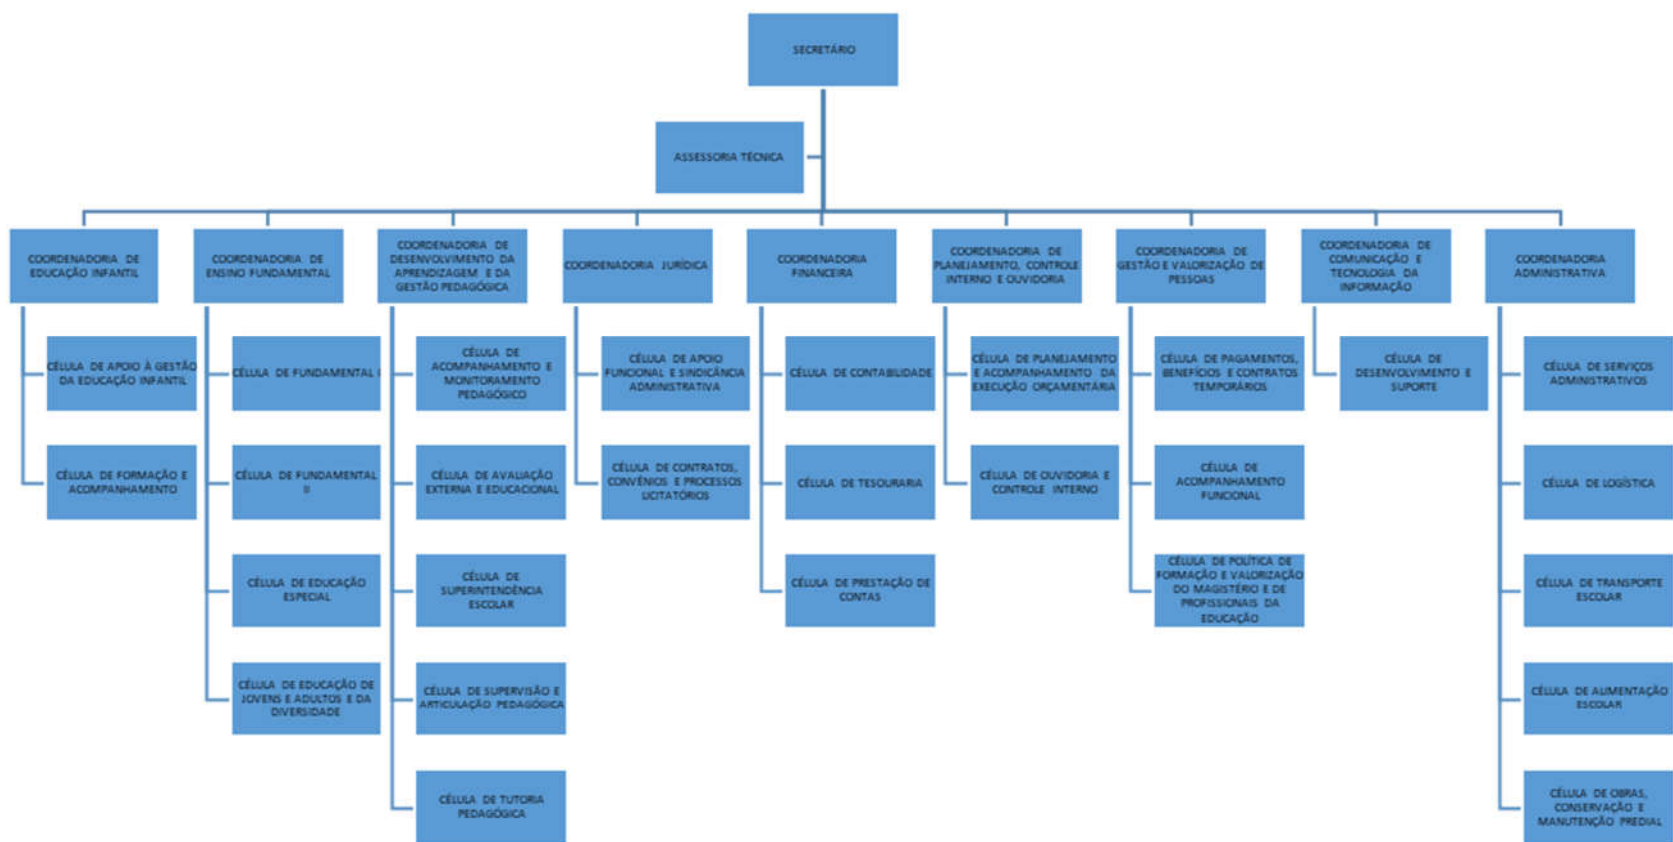 SECRETÁRIO
ASSESSORIA TÉCNICA
COORDENADORIA DE
EDUCAÇÃO INFANTIL
COORDENADORIA DE
ENSINO FUNDAMENTAL
COORDENADORIA DE
DESENVOLVIMENTO DA
APRENDIZAGEM E DA
GESTÃO PEDAGÓGICA
COORDENADORIA JURÍDICA
COORDENADORIA
FINANCEIRA
COORDENADORIA DE
PLANEJAMENTO, CONTROLE
INTERNO E OUVIDORIA
COORDENADORIA DE
GESTÃO E VALORIZAÇÃO DE
PESSOAS
COORDENADORIA DE
COMUNICAÇÃO E
TECNOLOGIA DA
INFORMAÇÃO
COORDENADORIA
ADMINISTRATIVA
CÉLULA DE APOIO À GESTÃO
DA EDUCAÇÃO INFANTIL
CÉLULA DE FUNDAMENTAL I
CÉLULA DE
ACOMPANHAMENTO E
MONITORAMENTO
PEDAGÓGICO
CÉLULA DE APOIO
FUNCIONAL E SINDICÂNCIA
ADMINISTRATIVA
CÉLULA DE CONTABILIDADE
CÉLULA DE PLANEJAMENTO
E ACOMPANHAMENTO DA
EXECUÇÃO ORÇAMENTÁRIA
CÉLULA DE PAGAMENTOS,
BENEFÍCIOS E CONTRATOS
TEMPORÁRIOS
CÉLULA DE
DESENVOLVIMENTO E
SUPORTE
CÉLULA DE SERVIÇOS
ADMINISTRATIVOS
CÉLULA DE FORMAÇÃO E
ACOMPANHAMENTO
CÉLULA DE FUNDAMENTAL
II
CÉLULA DE AVALIAÇÃO
EXTERNA E EDUCACIONAL
CÉLULA DE CONTRATOS,
CONVÊNIOS E PROCESSOS
LICITATÓRIOS
CÉLULA DE TESOURARIA
CÉLULA DE OUVIDORIA E
CONTROLE INTERNO
CÉLULA DE
ACOMPANHAMENTO
FUNCIONAL
CÉLULA DE LOGÍSTICA
CÉLULA DE EDUCAÇÃO
ESPECIAL
CÉLULA DE
SUPERINTENDÊNCIA
ESCOLAR
CÉLULA DE PRESTAÇÃO DE
CONTAS
CÉLULA DE POLÍTICA DE
FORMAÇÃO E VALORIZAÇÃO
DO MAGISTÉRIO E DE
PROFISSIONAIS DA
EDUCAÇÃO
CÉLULA DE TRANSPORTE
ESCOLAR
CÉLULA DE EDUCAÇÃO DE
JOVENS E ADULTOS E DA
DIVERSIDADE
CÉLULA DE SUPERVISÃO E
ARTICULAÇÃO PEDAGÓGICA
CÉLULA DE ALIMENTAÇÃO
ESCOLAR
CÉLULA DE TUTORIA
PEDAGÓGICA
CÉLULA DE OBRAS,
CONSERVAÇÃO E
MANUTENÇÃO PREDIAL